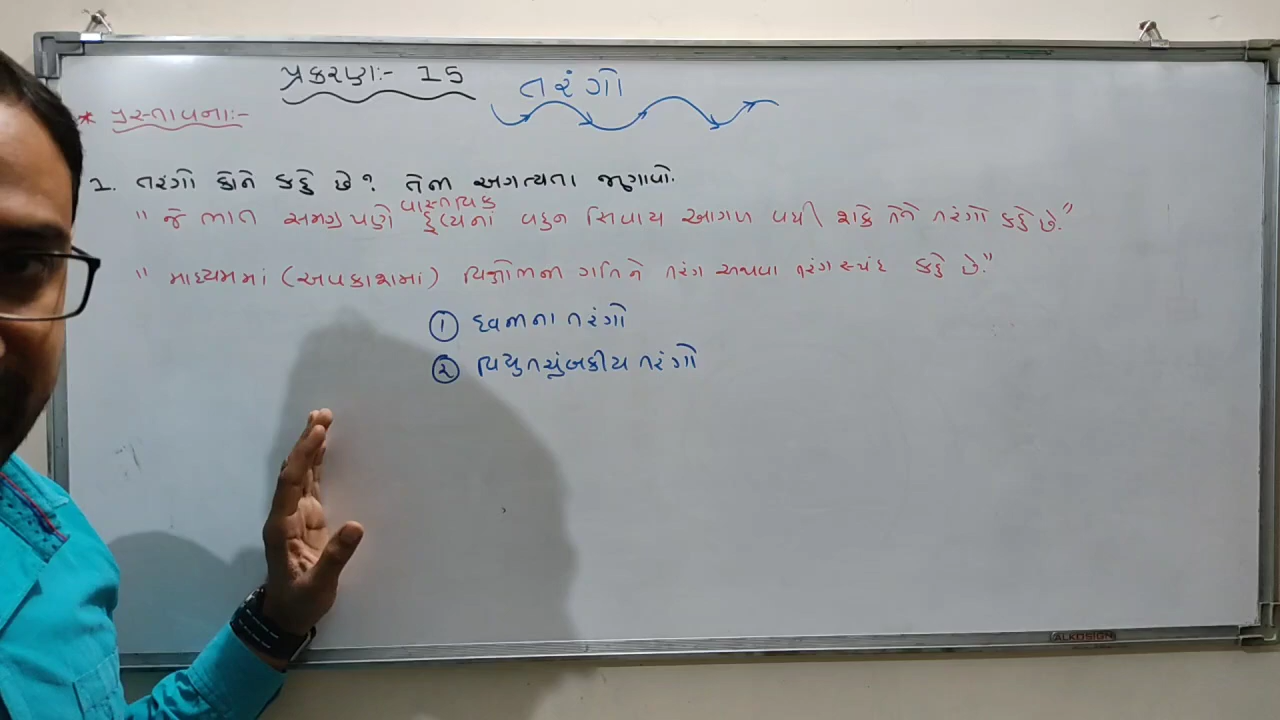 પ્રકરણ:- 15 તરંગો
* પ્રસ્તાવના:-
1. તરંગો કોને કહે છે? તેના અગત્યતા જણાવો.
" જે ભાત સમગ્રપણે વાસ્તવિક દ્રવ્યનાં વહન સિવાય આગળ વધી શકે તેને તરંગો કહે છે."
" માધ્યમમાં (અવકાશમાં) વિક્ષોભના ગતિને તરંગ અથવા તરંગસ્પંદ કહે છે."
① ધ્વનિના તરંગો
② વિદ્યુતચુંબકીય તરંગો
ALKOSIGN